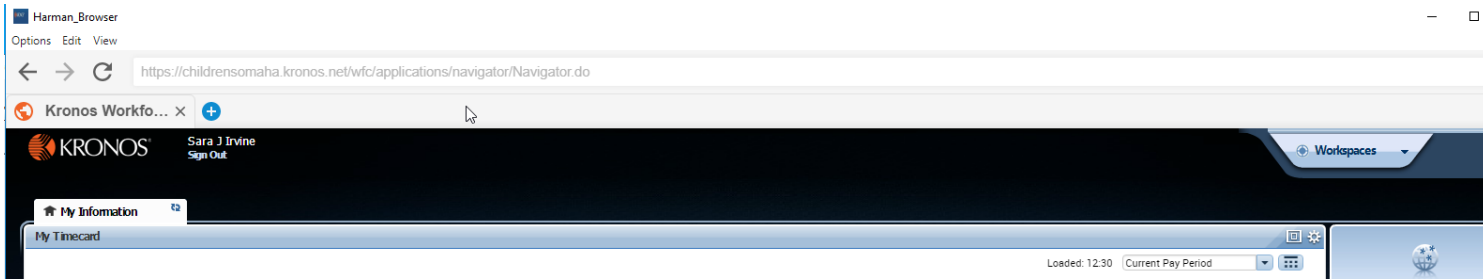 Harman_Browser
Options Edit View
https://childrensomaha.kronos.net/wfc/applications/navigator/Navigator.do
Kronos Workfo...
KRONOS Sara J Irvine
Sign Out
Workspaces
My Information
My Timecard
Loaded: 12:30 Current Pay Period